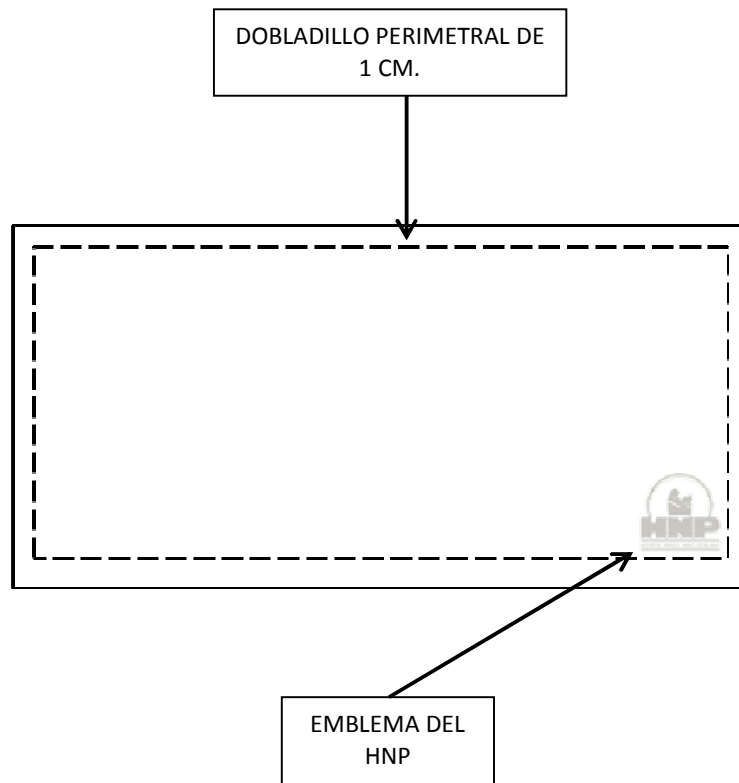 DOBLADILLO PERIMETRAL DE
1 CM.
HNP
EMBLEMA DEL
HNP